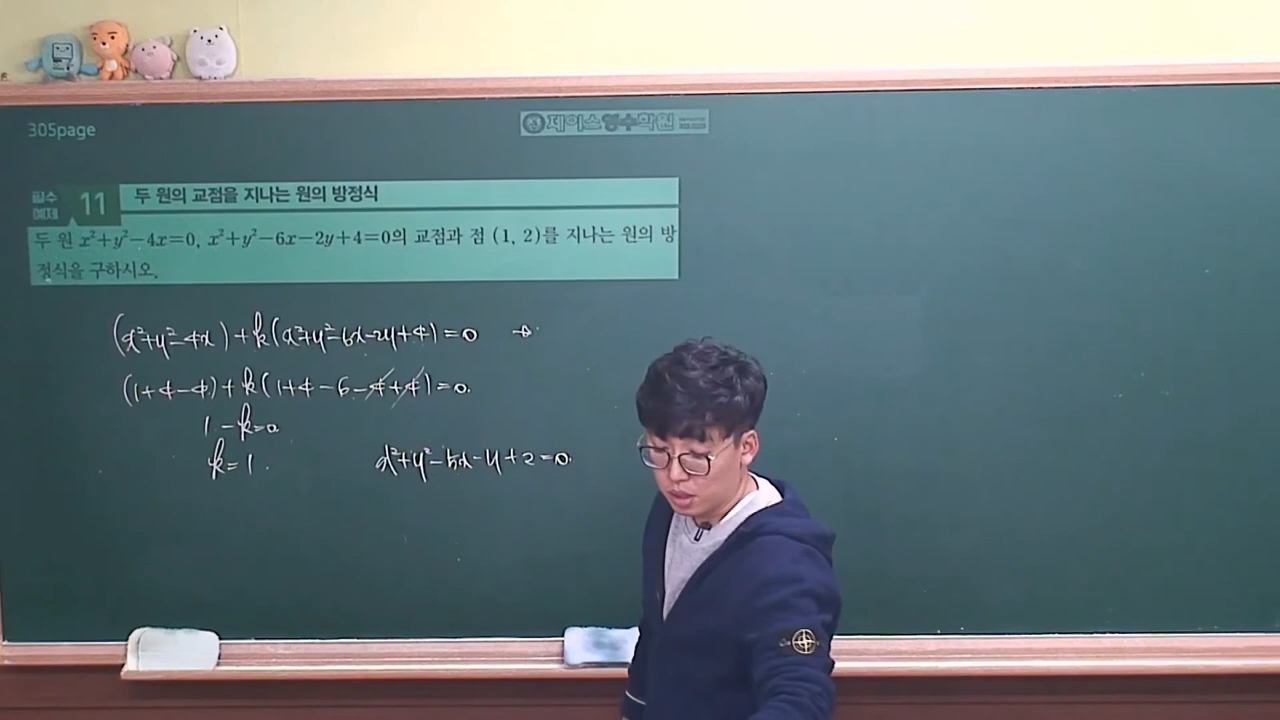 305page
제이스영수학원
필수 예제 11 두 원의 교점을 지나는 원의 방정식
두 원 x²+y²-4x=0, x²+y²-6x-2y+4=0의 교점과 점 (1, 2)를 지나는 원의 방
정식을 구하시오.
(x²+y²-4x)+k(x²+y²-6x-2y+4)=0 →
(1+4-4)+k(1+4-6-4+4)=0.
1-k=0
k=1.
x²+y²-5x-y+2=0.